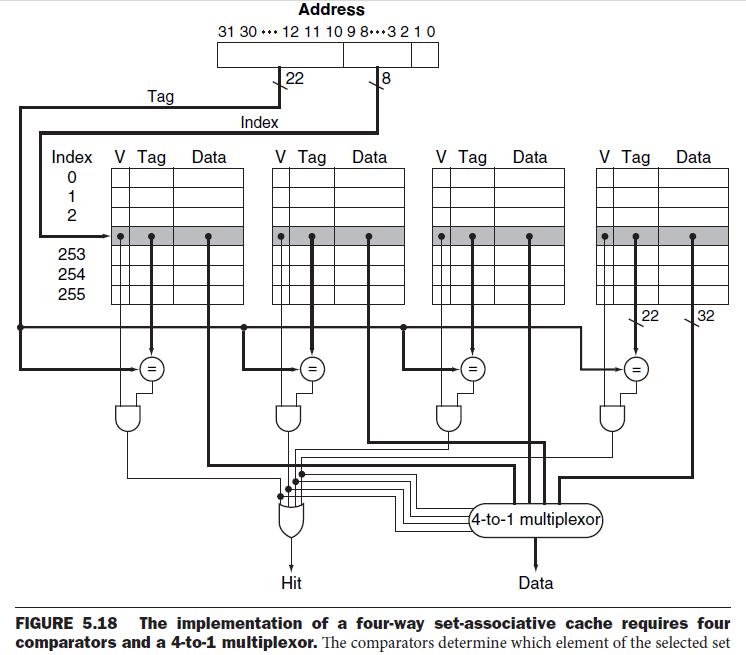 Address
31 30 ••• 12 11 10 9 8•••3 2 1 0
22
8
Tag
Index
Index V Tag Data V Tag Data V Tag Data V Tag Data
0
1
2
253
254
255
22
32
= = = =
4-to-1 multiplexor
Hit
Data
FIGURE 5.18 The implementation of a four-way set-associative cache requires four
comparators and a 4-to-1 multiplexor. The comparators determine which element of the selected set